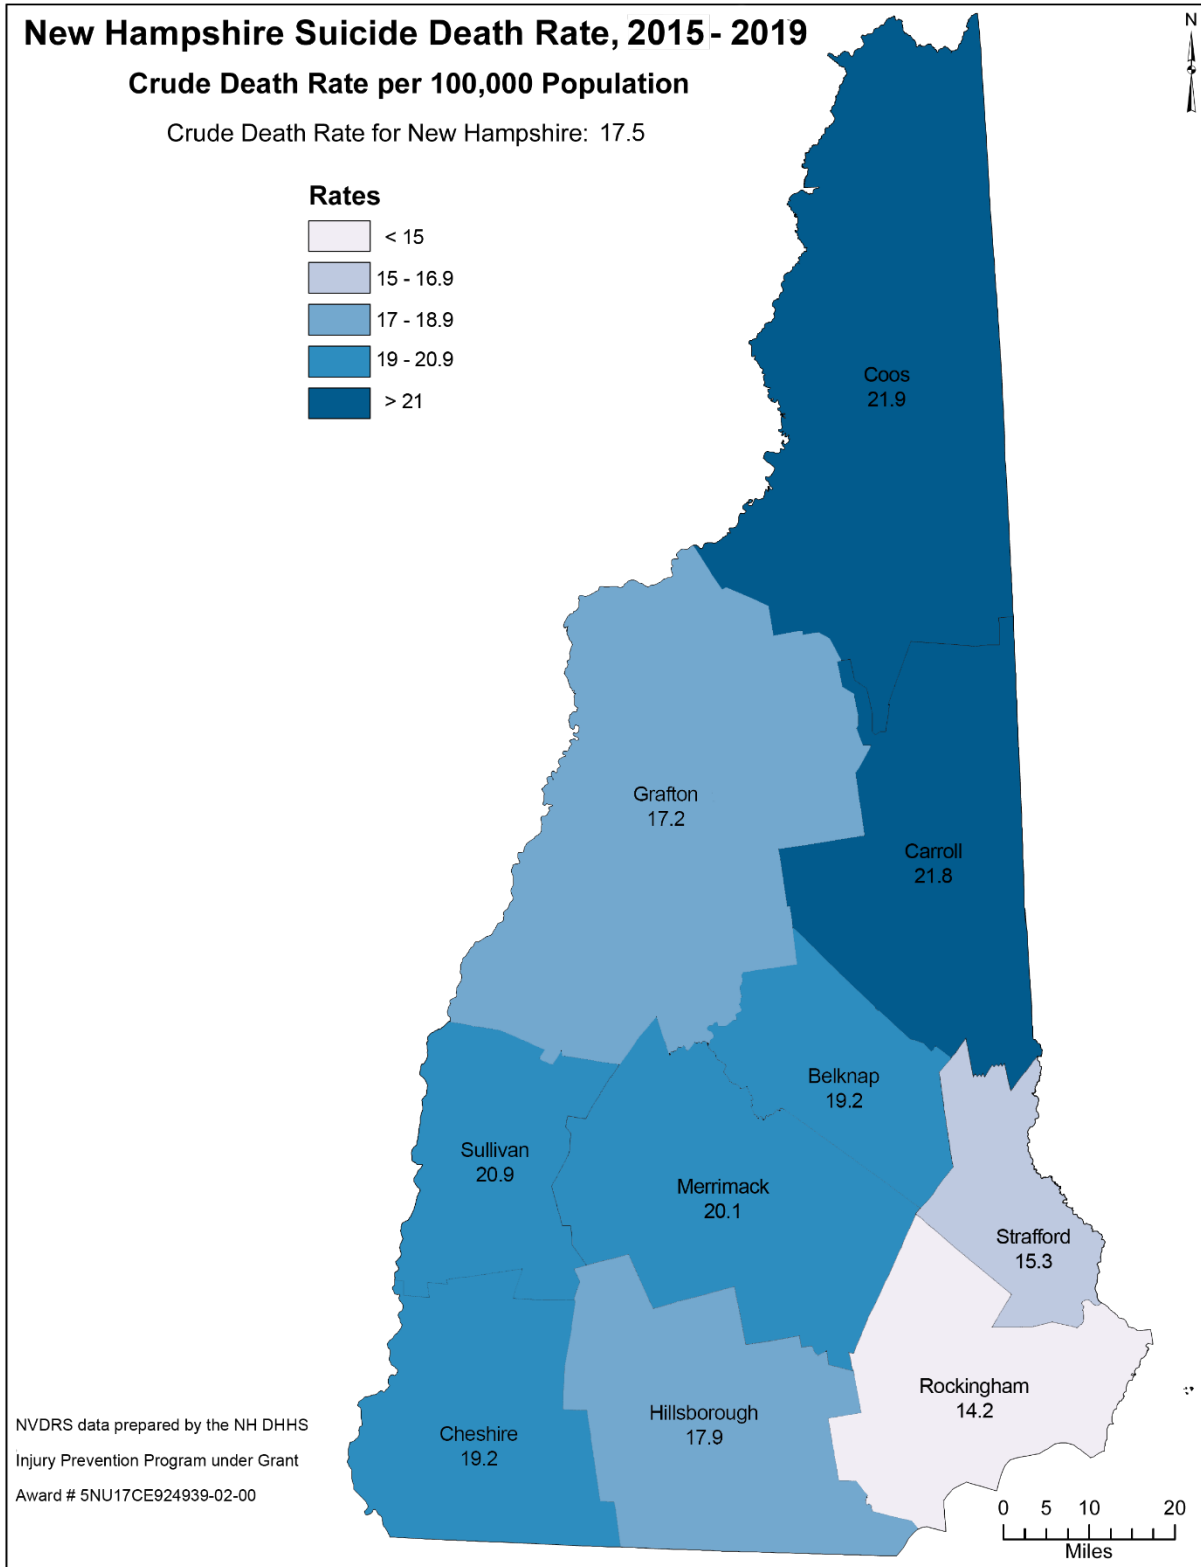 New Hampshire Suicide Death Rate, 2015 - 2019
Crude Death Rate per 100,000 Population
Crude Death Rate for New Hampshire: 17.5
N
Rates
< 15
15 - 16.9
17 - 18.9
19 - 20.9
> 21
Coos
21.9
Grafton
17.2
Carroll
21.8
Belknap
19.2
Sullivan
20.9
Merrimack
20.1
Strafford
15.3
Rockingham
14.2
Hillsborough
17.9
Cheshire
19.2
NVDRS data prepared by the NH DHHS
Injury Prevention Program under Grant
Award # 5NU17CE924939-02-00
0 5 10 20
Miles